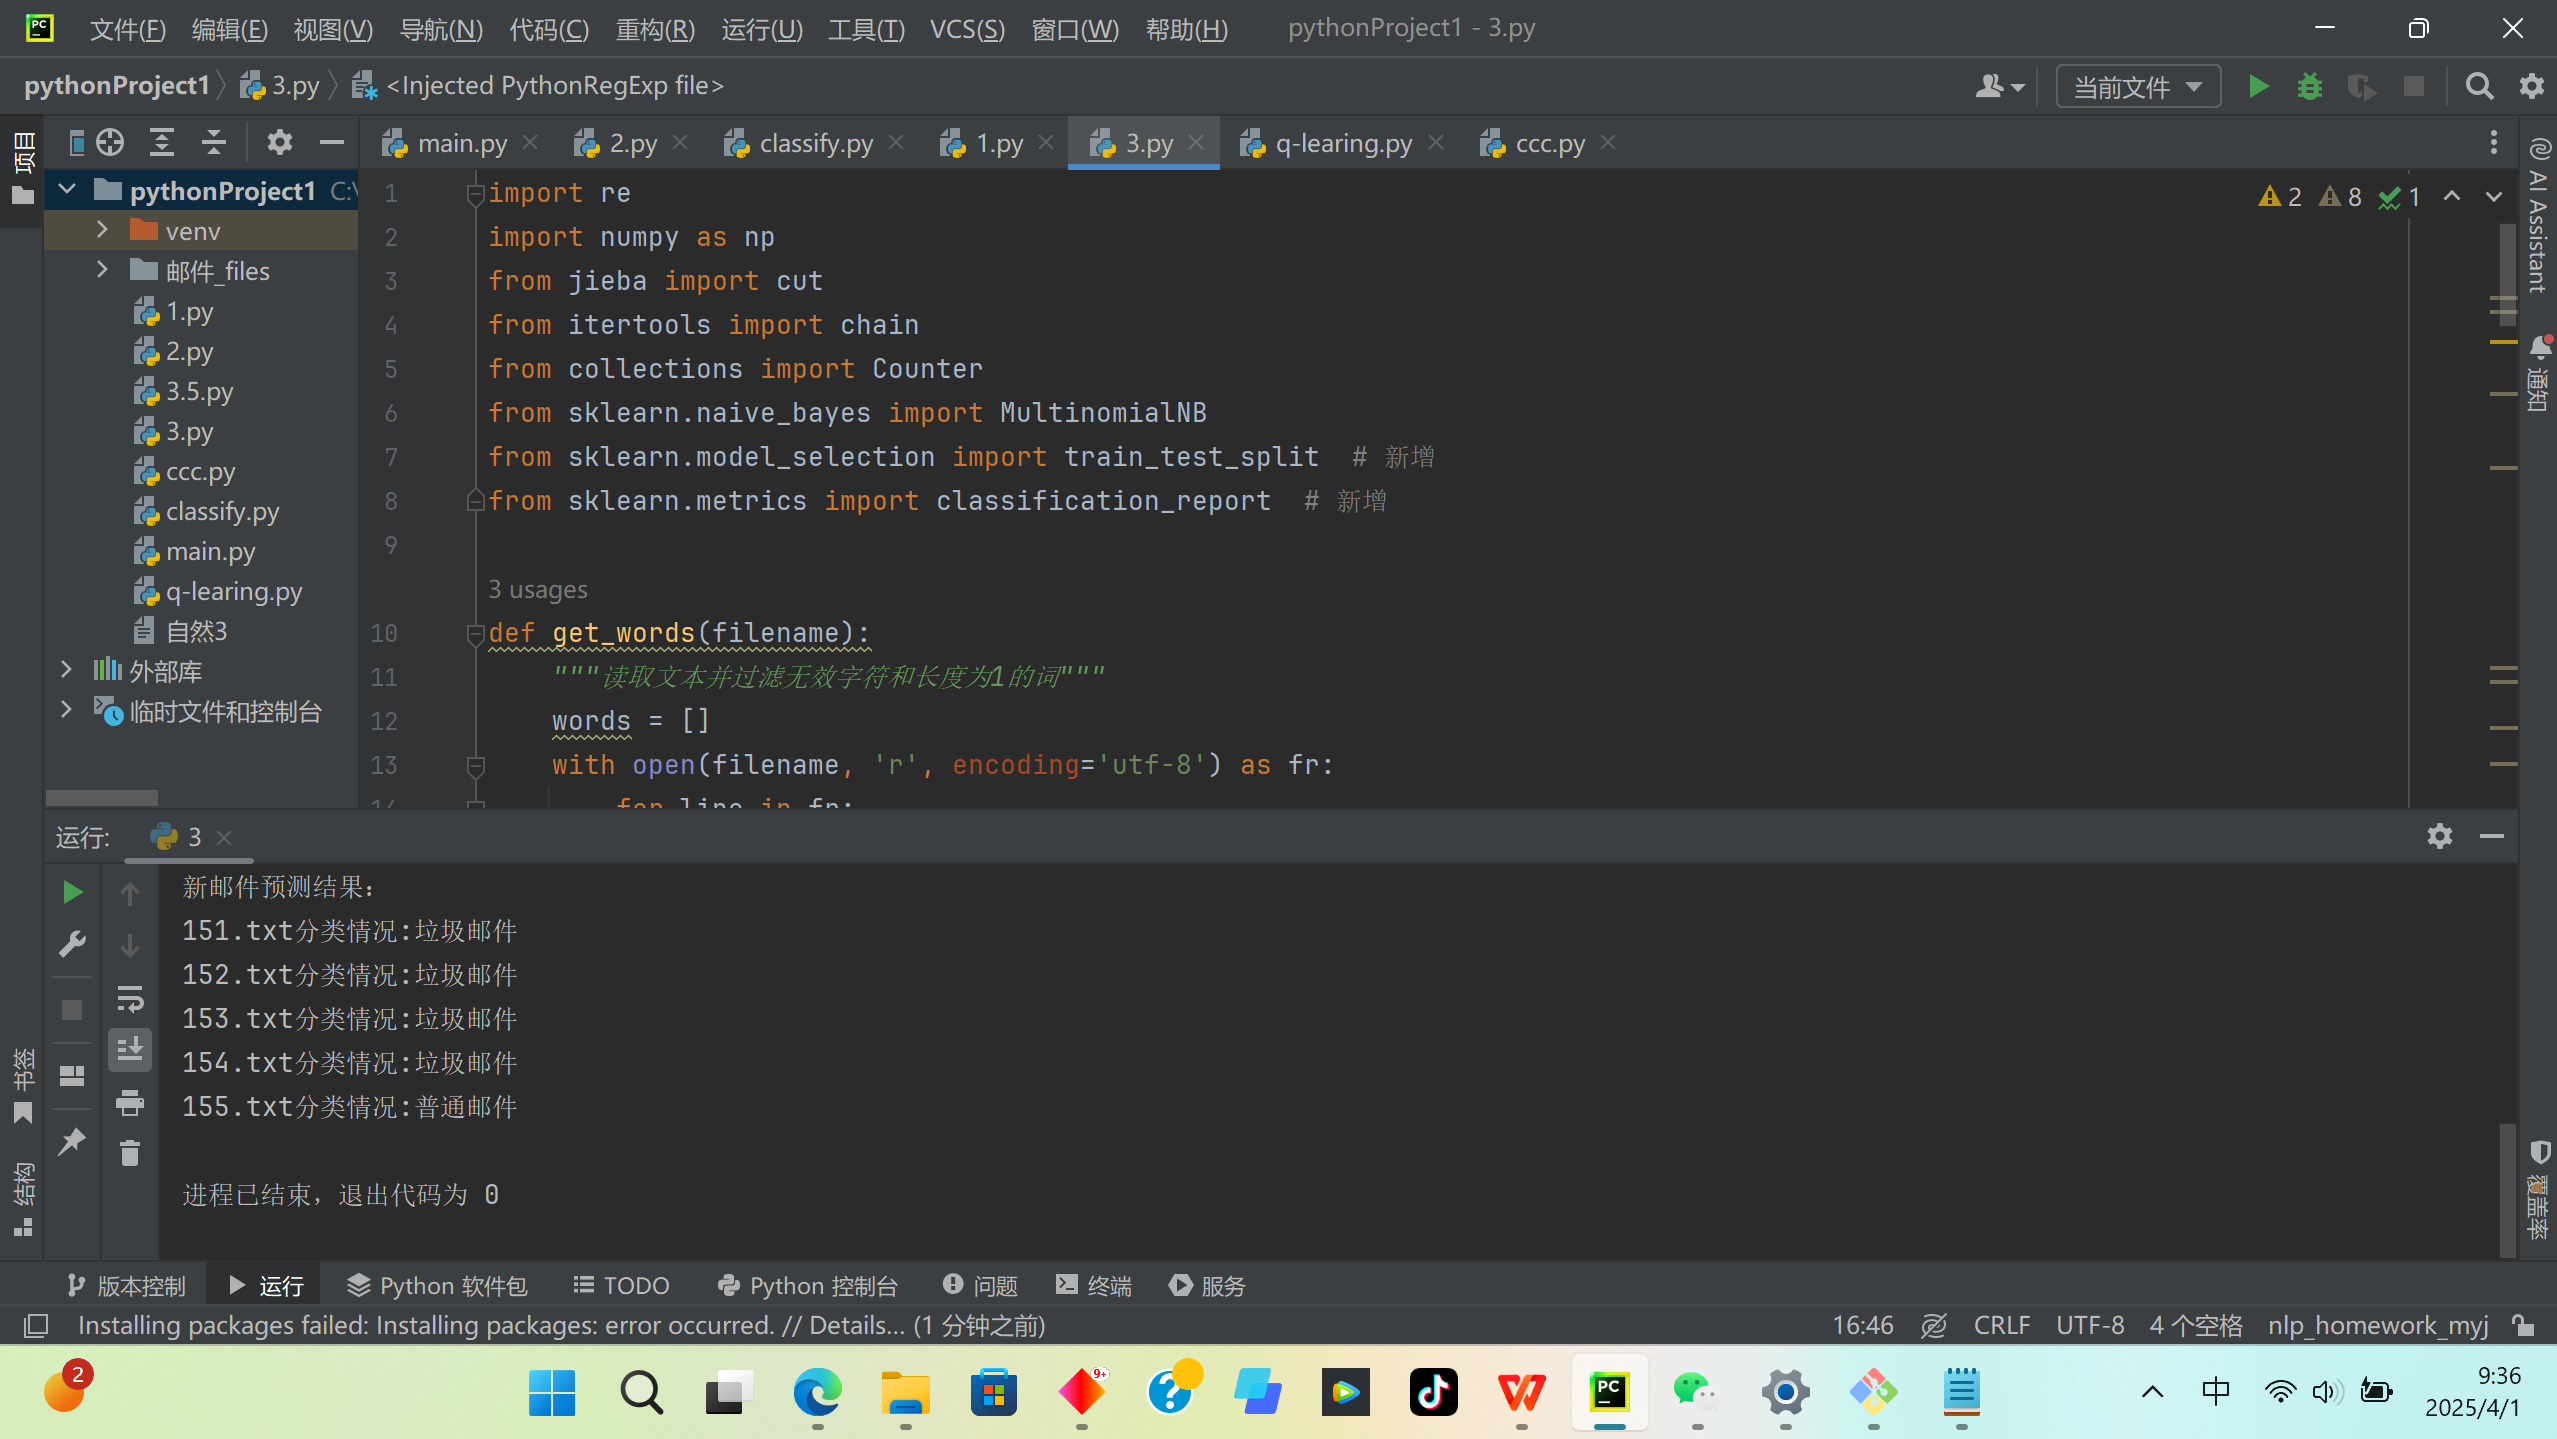 文件(F) 编辑(E) 视图(V) 导航(N) 代码(C) 重构(R) 运行(U) 工具(T) VCS(S) 窗口(W) 帮助(H) pythonProject1 - 3.py
pythonProject1 3.py <Injected PythonRegExp file> 当前文件
项目
main.py 2.py classify.py 1.py 3.py q-learing.py ccc.py
pythonProject1 C:\
venv
邮件_files
1.py
2.py
3.5.py
3.py
ccc.py
classify.py
main.py
q-learing.py
自然3
外部库
临时文件和控制台
2 8 1
1 import re
2 import numpy as np
3 from jieba import cut
4 from itertools import chain
5 from collections import Counter
6 from sklearn.naive_bayes import MultinomialNB
7 from sklearn.model_selection import train_test_split # 新增
8 from sklearn.metrics import classification_report # 新增
9
3 usages
10 def get_words(filename):
11 """读取文本并过滤无效字符和长度为1的词"""
12 words = []
13 with open(filename, 'r', encoding='utf-8') as fr:
14 for line in fr:
AI Assistant
通知
覆盖率
书签
结构
运行: 3
新邮件预测结果:
151.txt分类情况:垃圾邮件
152.txt分类情况:垃圾邮件
153.txt分类情况:垃圾邮件
154.txt分类情况:垃圾邮件
155.txt分类情况:普通邮件
进程已结束，退出代码为 0
版本控制 运行 Python 软件包 TODO Python 控制台 问题 终端 服务
Installing packages failed: Installing packages: error occurred. // Details... (1 分钟之前) 16:46 CRLF UTF-8 4 个空格 nlp_homework_myj
2
9+
PC
中
9:36
2025/4/1